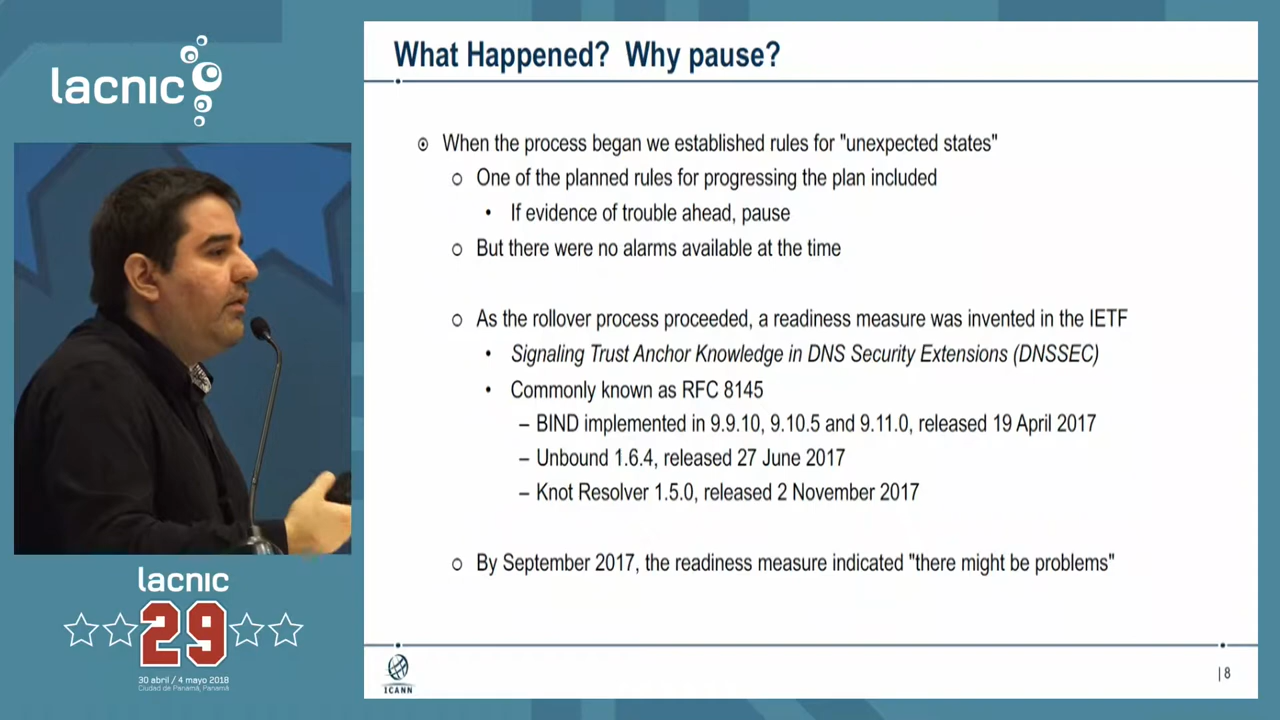 lacnic
What Happened? Why pause?
When the process began we established rules for "unexpected states"
One of the planned rules for progressing the plan included
If evidence of trouble ahead, pause
But there were no alarms available at the time
As the rollover process proceeded, a readiness measure was invented in the IETF
Signaling Trust Anchor Knowledge in DNS Security Extensions (DNSSEC)
Commonly known as RFC 8145
– BIND implemented in 9.9.10, 9.10.5 and 9.11.0, released 19 April 2017
– Unbound 1.6.4, released 27 June 2017
– Knot Resolver 1.5.0, released 2 November 2017
By September 2017, the readiness measure indicated "there might be problems"
lacnic
29
30 abril / 4 mayo 2018
Ciudad de Panamá, Panamá
ICANN
| 8